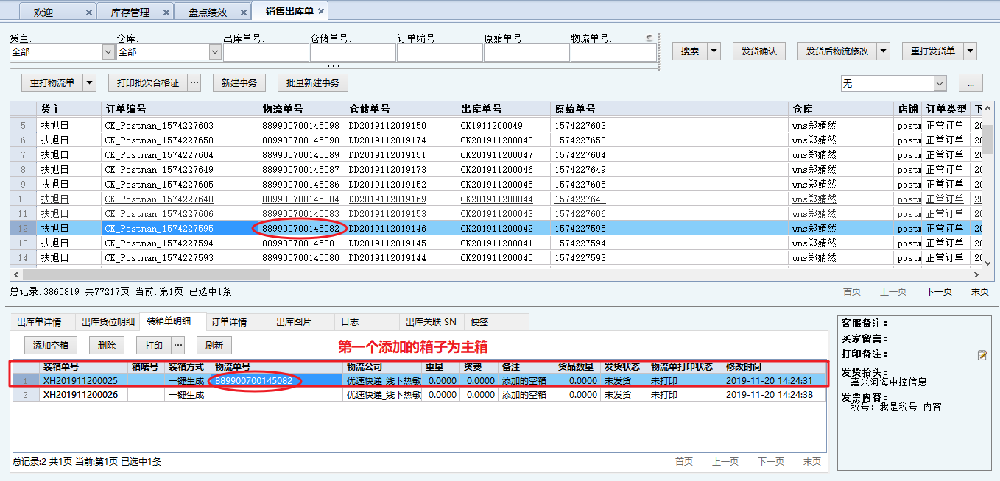 欢迎 × 库存管理 × 盘点绩效 × 销售出库单 ×
货主: 仓库: 出库单号: 仓储单号: 订单编号: 原始单号: 物流单号:
全部 全部 搜索 发货确认 发货后物流修改 重打发货单
重打物流单 打印批次合格证 ... 新建事务 批量新建事务 无 ...
货主 订单编号 物流单号 仓储单号 出库单号 原始单号 仓库 店铺 订单类型 下
5 扶旭日 CK_Postman_1574227603 889900700145098 DD2019112019150 CK1911200049 1574227603 wms郑婧然 postm 正常订单 20
6 扶旭日 CK_Postman_1574227650 889900700145090 DD2019112019174 CK201911200048 1574227650 wms郑婧然 postm 正常订单 20
7 扶旭日 CK_Postman_1574227604 889900700145089 DD2019112019151 CK201911200047 1574227604 wms郑婧然 postm 正常订单 20
8 扶旭日 CK_Postman_1574227649 889900700145087 DD2019112019173 CK201911200046 1574227649 wms郑婧然 postm 正常订单 20
9 扶旭日 CK_Postman_1574227605 889900700145086 DD2019112019152 CK201911200045 1574227605 wms郑婧然 postm 正常订单 20
10 扶旭日 CK_Postman_1574227648 889900700145084 DD2019112019169 CK201911200044 1574227648 wms郑婧然 postm 正常订单 20
11 扶旭日 CK_Postman_1574227606 889900700145083 DD2019112019153 CK201911200043 1574227606 wms郑婧然 postm 正常订单 20
12 扶旭日 CK_Postman_1574227595 889900700145082 DD2019112019146 CK201911200042 1574227595 wms郑婧然 postm 正常订单 20
13 扶旭日 CK_Postman_1574227594 889900700145081 DD2019112019145 CK201911200041 1574227594 wms郑婧然 postm 正常订单 20
14 扶旭日 CK_Postman_1574227593 889900700145080 DD2019112019144 CK201911200040 1574227593 wms郑婧然 postm 正常订单 20
总记录:3860819 共77217页 当前:第1页 已选中1条 首页 上一页 下一页 末页
出库单详情 出库货位明细 装箱单明细 订单详情 出库图片 日志 出库关联 SN 便签
添加空箱 删除 打印 ... 刷新 第一个添加的箱子为主箱
装箱单号 箱唛号 装箱方式 物流单号 物流公司 重量 资费 备注 货品数量 发货状态 物流单打印状态 修改时间
1 XH201911200025 一键生成 889900700145082 优速快递_线下热敏 0.0000 0.0000 添加的空箱 0.0000 未发货 未打印 2019-11-20 14:24:31
2 XH201911200026 一键生成 优速快递_线下热敏 0.0000 0.0000 添加的空箱 0.0000 未发货 未打印 2019-11-20 14:24:38
总记录:2 共1页 当前:第1页 已选中1条 首页 上一页 下一页 末页
客服备注:
买家留言:
打印备注:
发货抬头:
嘉兴河海中控信息
发票内容:
税号: 我是税号 内容